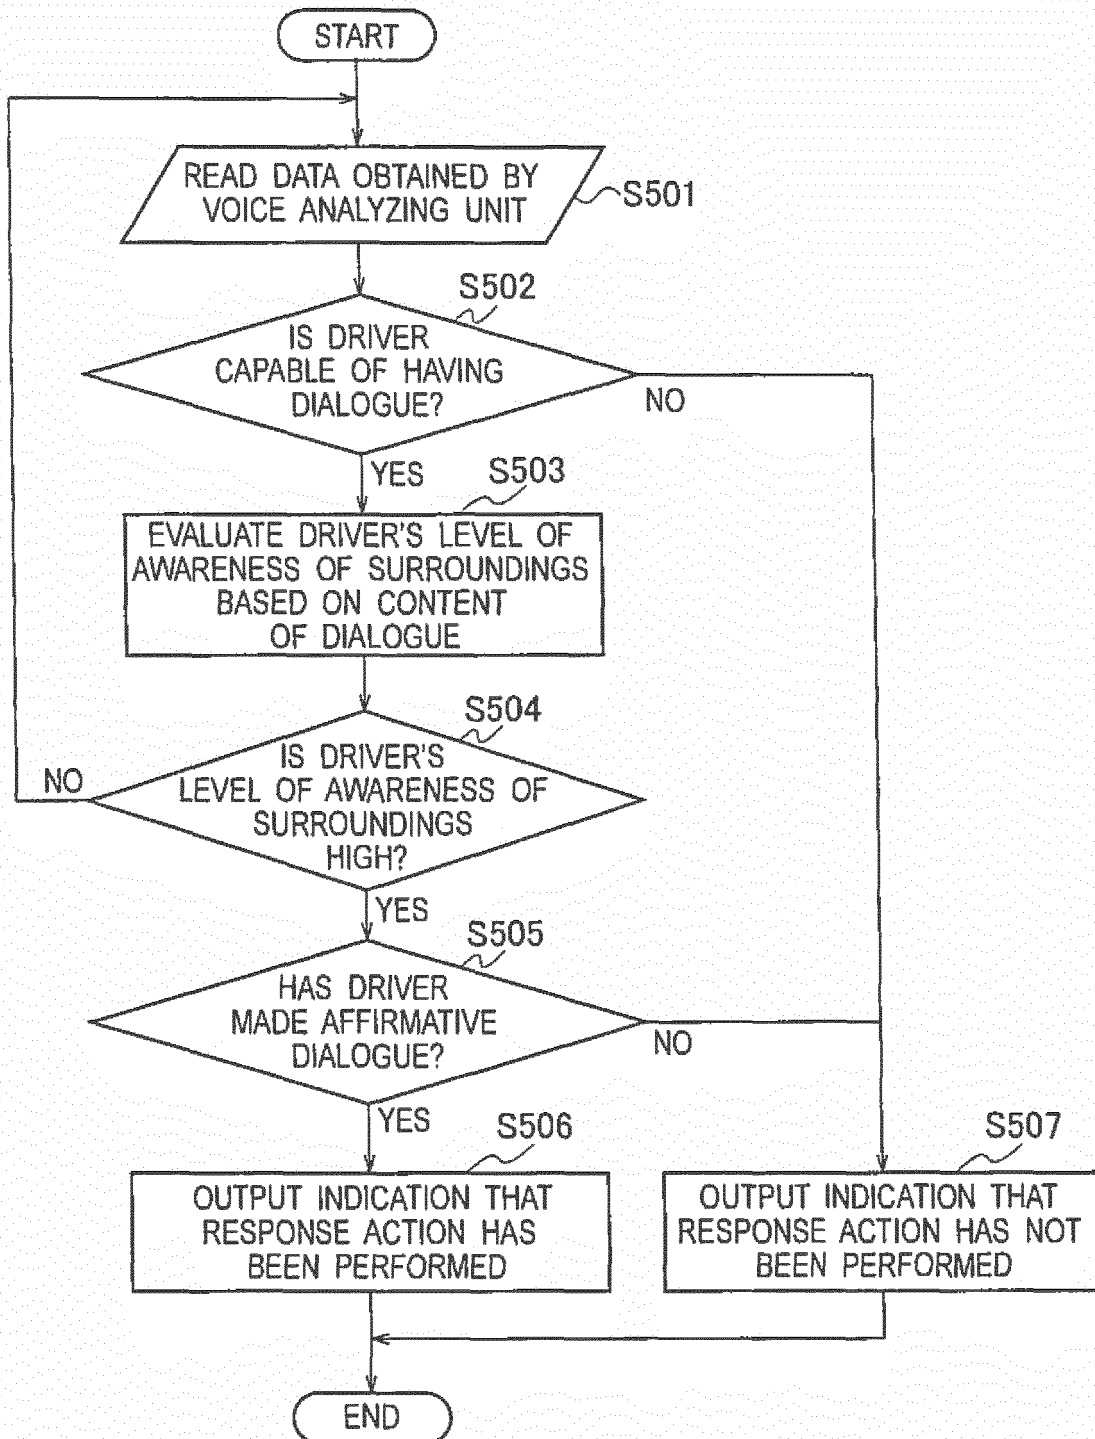 START
READ DATA OBTAINED BY
VOICE ANALYZING UNIT
S501
S502
IS DRIVER
CAPABLE OF HAVING
DIALOGUE?
NO
YES
S503
EVALUATE DRIVER'S LEVEL OF
AWARENESS OF SURROUNDINGS
BASED ON CONTENT
OF DIALOGUE
S504
IS DRIVER'S
LEVEL OF AWARENESS OF
SURROUNDINGS
HIGH?
NO
YES
S505
HAS DRIVER
MADE AFFIRMATIVE
DIALOGUE?
NO
YES
S506
OUTPUT INDICATION THAT
RESPONSE ACTION HAS
BEEN PERFORMED
S507
OUTPUT INDICATION THAT
RESPONSE ACTION HAS NOT
BEEN PERFORMED
END